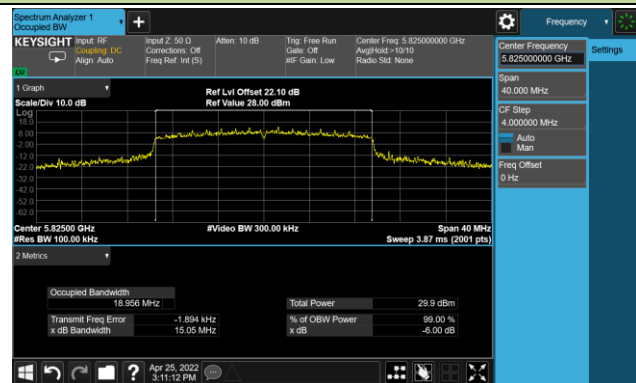 Spectrum Analyzer 1
Occupied BW
Frequency
KEYSIGHT
Input: RF
Coupling: DC
Align: Auto
Input Z: 50 Ω
Corrections: Off
Freq Ref: Int (S)
Atten: 10 dB
Trig: Free Run
Gate: Off
#IF Gain: Low
Center Freq: 5.825000000 GHz
Avg|Hold:>10/10
Radio Std: None
Center Frequency
5.825000000 GHz
Settings
Span
40.000 MHz
CF Step
4.000000 MHz
Auto
Man
Freq Offset
0 Hz
1 Graph
Scale/Div 10.0 dB
Ref Lvl Offset 22.10 dB
Ref Value 28.00 dBm
Log
18.0
8.00
-2.00
-12.0
-22.0
-32.0
-42.0
-52.0
-62.0
Center 5.82500 GHz
#Res BW 100.00 kHz
#Video BW 300.00 kHz
Span 40 MHz
Sweep 3.87 ms (2001 pts)
2 Metrics
Occupied Bandwidth
18.956 MHz
Total Power 29.9 dBm
Transmit Freq Error -1.894 kHz
% of OBW Power 99.00 %
x dB Bandwidth 15.05 MHz
x dB -6.00 dB
?
Apr 25, 2022
3:11:12 PM